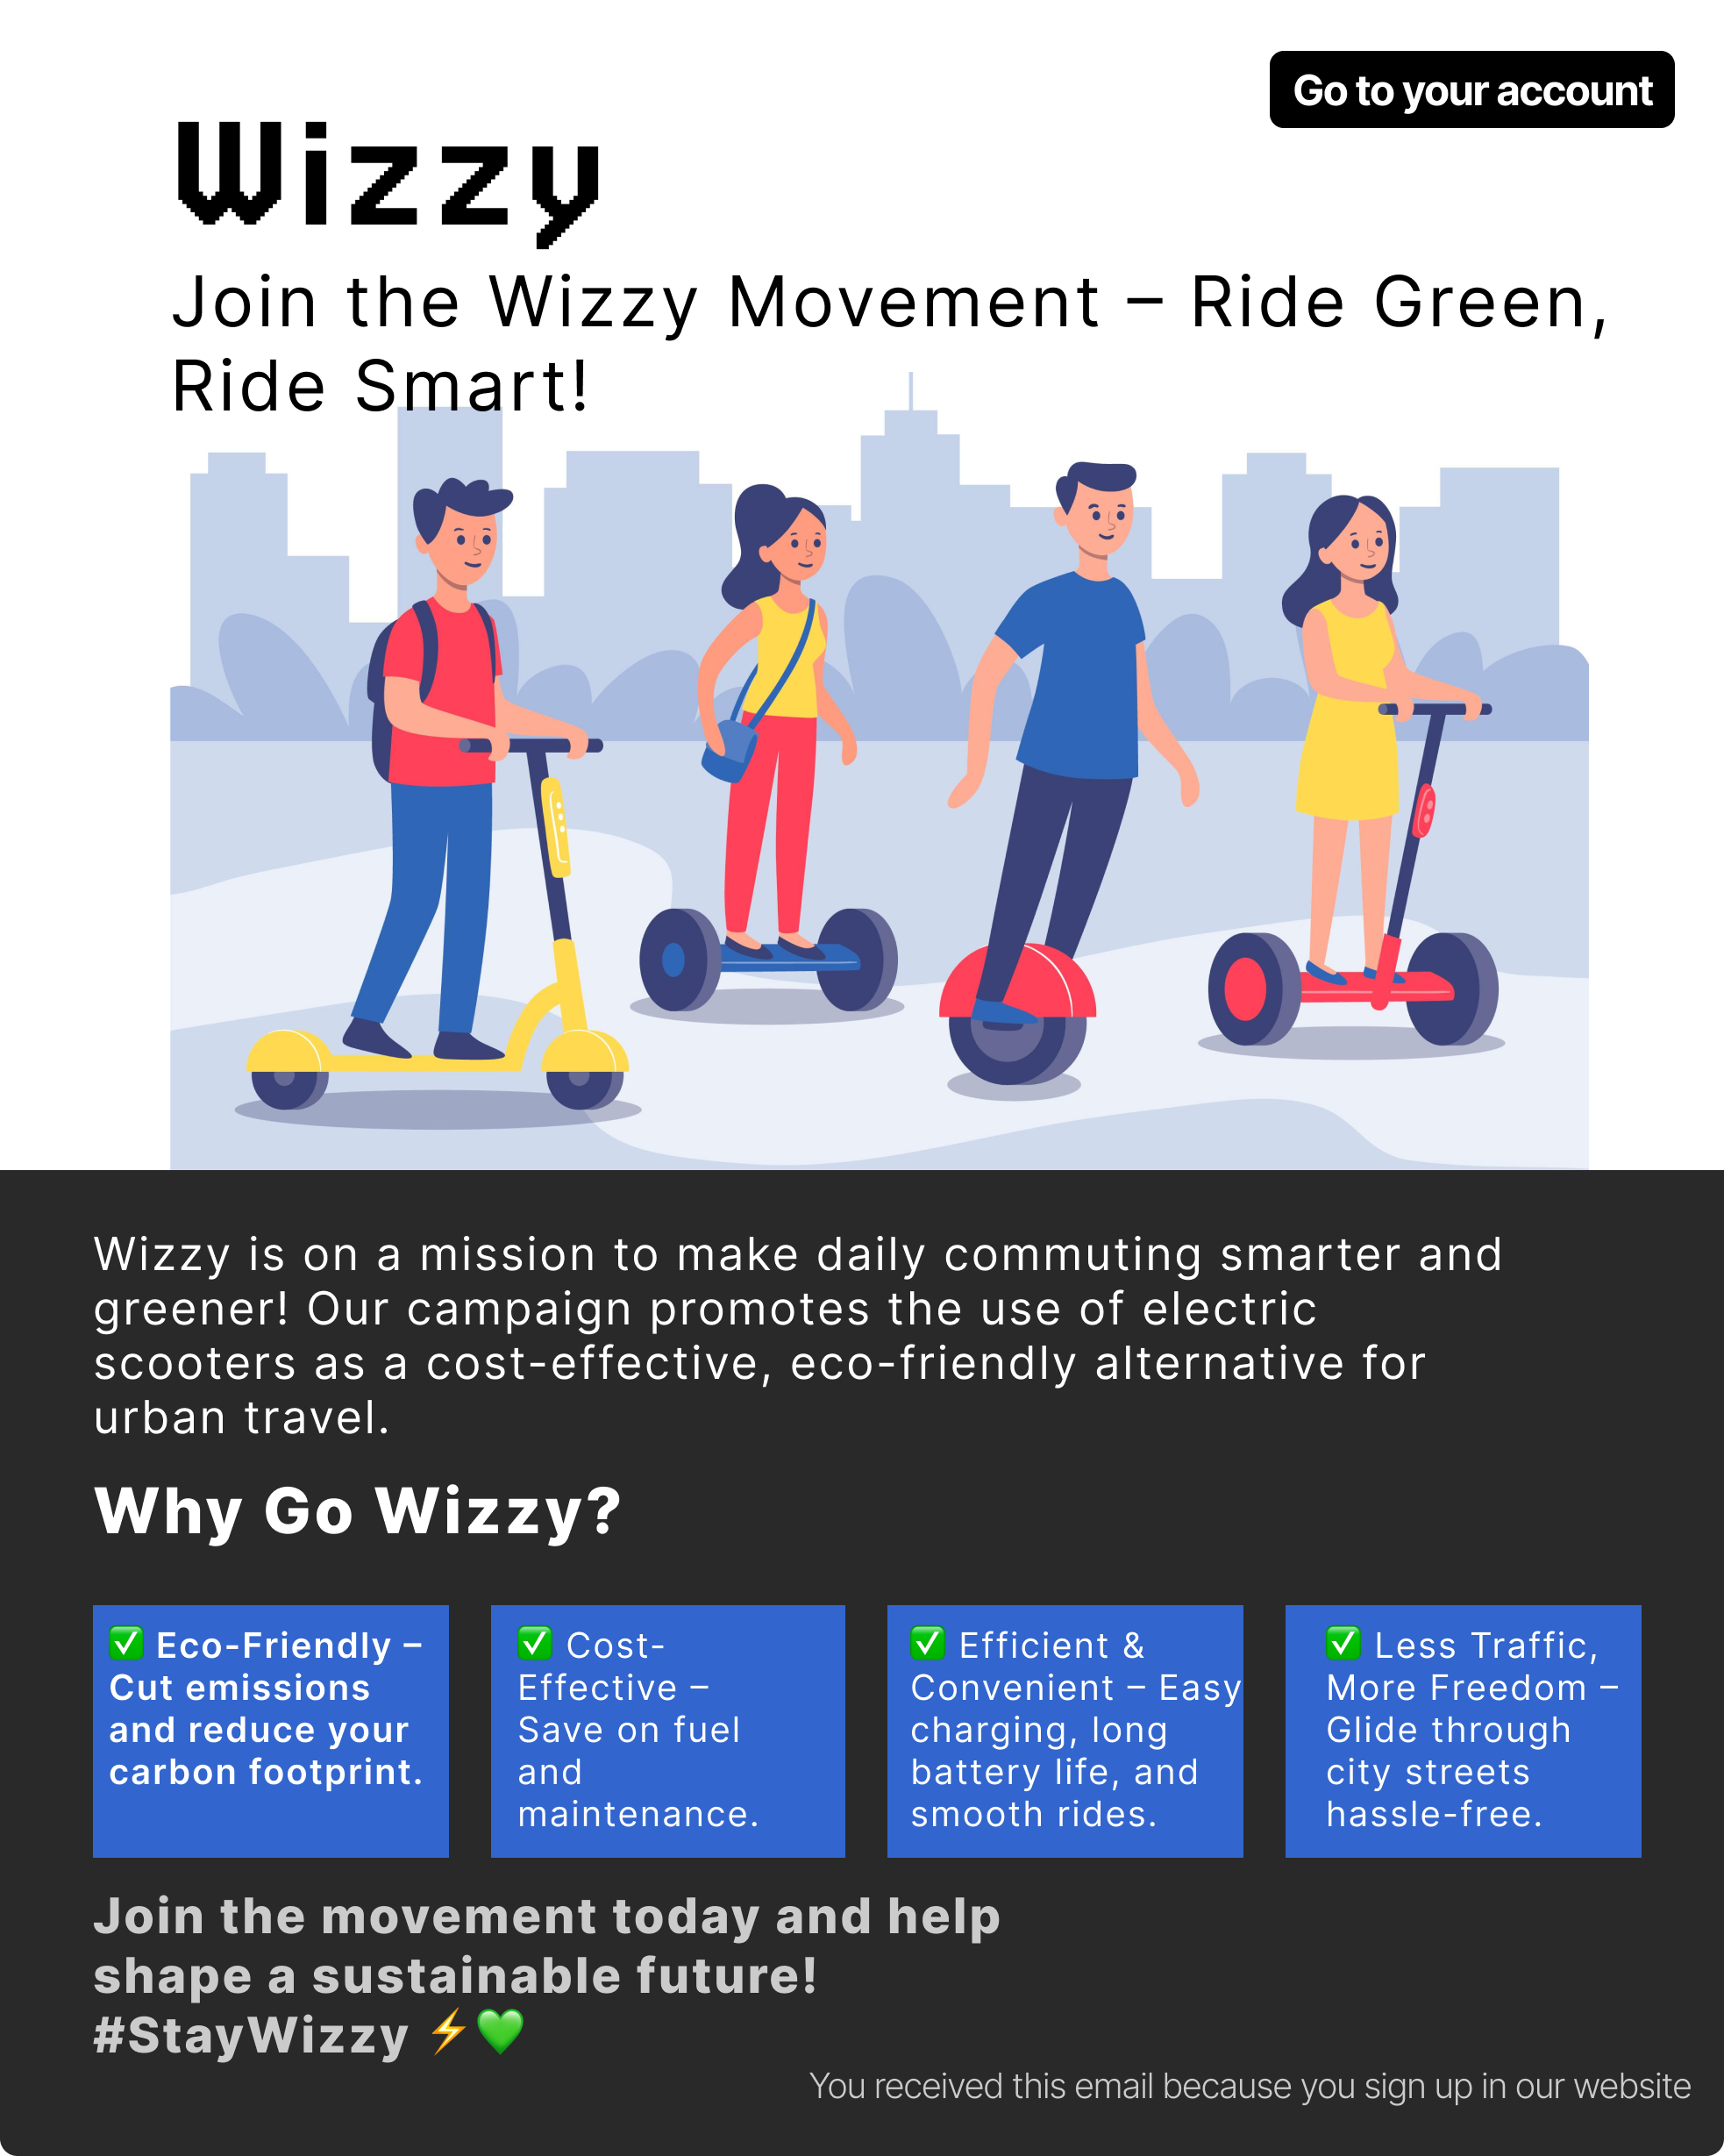 Go to your account
Wizzy
Join the Wizzy Movement – Ride Green,
Ride Smart!
Wizzy is on a mission to make daily commuting smarter and
greener! Our campaign promotes the use of electric
scooters as a cost-effective, eco-friendly alternative for
urban travel.
Why Go Wizzy?
✅ Eco-Friendly –
Cut emissions
and reduce your
carbon footprint.
✅ Cost-
Effective –
Save on fuel
and
maintenance.
✅ Efficient &
Convenient – Easy
charging, long
battery life, and
smooth rides.
✅ Less Traffic,
More Freedom –
Glide through
city streets
hassle-free.
Join the movement today and help
shape a sustainable future!
#StayWizzy ⚡💚
You received this email because you sign up in our website